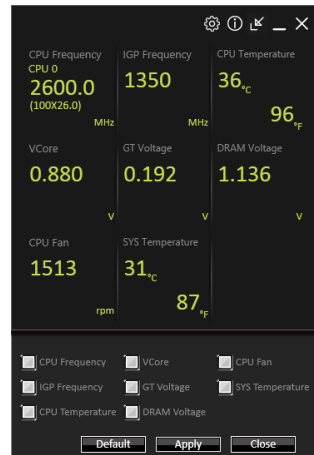 CPU Frequency IGP Frequency CPU Temperature
CPU 0
2600.0 1350 36°C
(100X26.0)
MHz MHz 96°F
VCore GT Voltage DRAM Voltage
0.880 0.192 1.136
V V V
CPU Fan SYS Temperature
1513 31°C
rpm 87°F
CPU Frequency VCore CPU Fan
IGP Frequency GT Voltage SYS Temperature
CPU Temperature DRAM Voltage
Default Apply Close